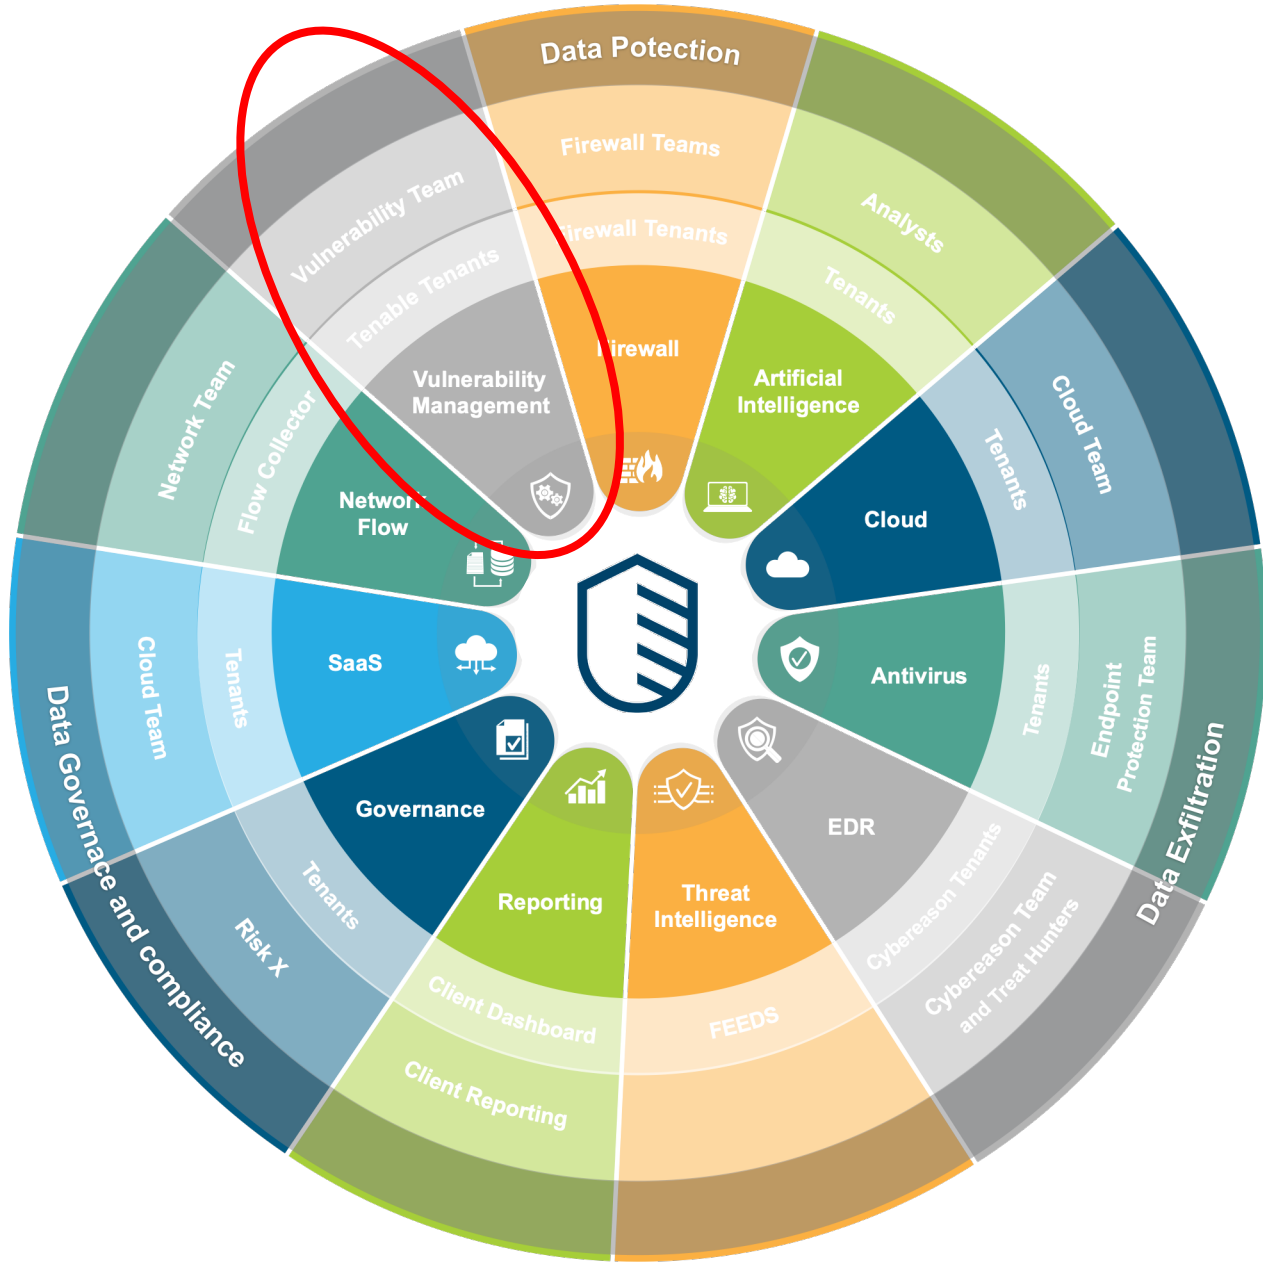 Data Potection
Firewall Teams
Firewall Tenants
Firewall
Analysts
Tenants
Artificial
Intelligence
Cloud Team
Tenants
Cloud
Endpoint
Protection Team
Tenants
Antivirus
Data Exfiltration
Cybereason Team
and Treat Hunters
Cybereason Tenants
EDR
Threat
Intelligence
FEEDS
Reporting
Client Dashboard
Client Reporting
Governance
Tenants
Risk X
Data Governace and compliance
SaaS
Tenants
Cloud Team
Network
Flow
Flow Collector
Network Team
Vulnerability Team
Tenable Tenants
Vulnerability
Management